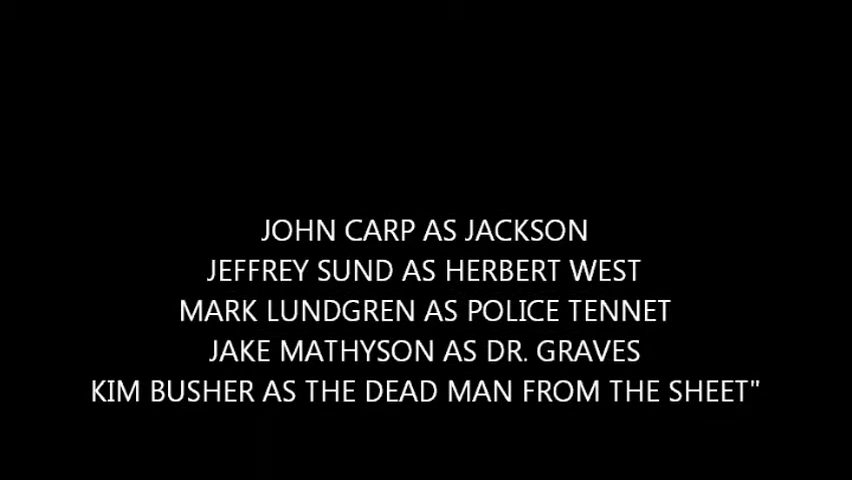 JOHN CARP AS JACKSON
JEFFREY SUND AS HERBERT WEST
MARK LUNDGREN AS POLICE TENNET
JAKE MATHYSON AS DR. GRAVES
KIM BUSHER AS THE DEAD MAN FROM THE SHEET"